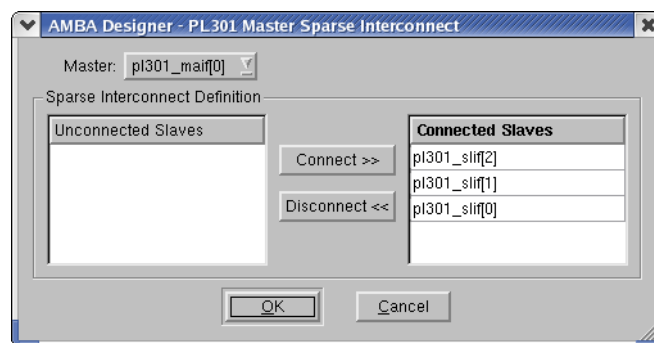 AMBA Designer - PL301 Master Sparse Interconnect
Master: pl301_maif[0]
Sparse Interconnect Definition
Unconnected Slaves
Connect >>
Disconnect <<
Connected Slaves
pl301_slif[2]
pl301_slif[1]
pl301_slif[0]
OK
Cancel